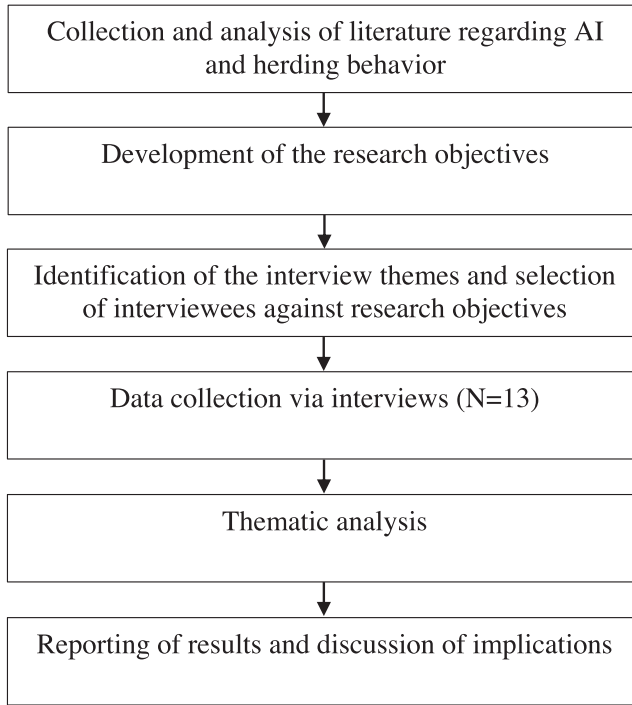 Collection and analysis of literature regarding AI
and herding behavior
Development of the research objectives
Identification of the interview themes and selection
of interviewees against research objectives
Data collection via interviews (N=13)
Thematic analysis
Reporting of results and discussion of implications